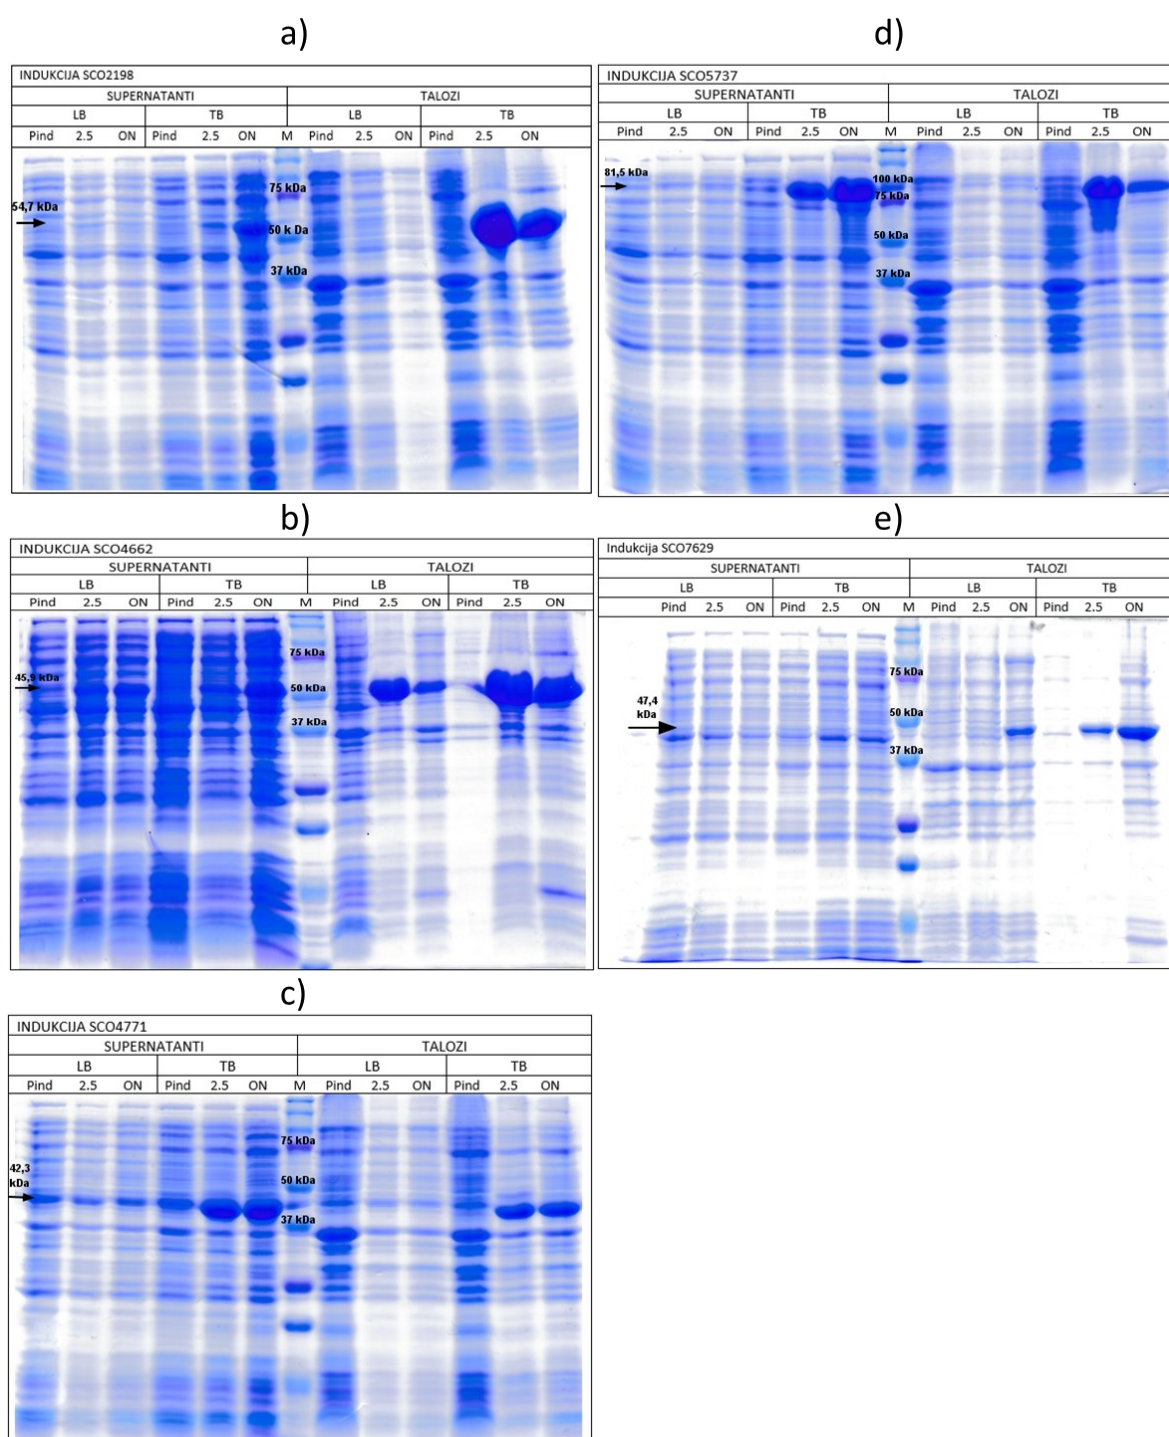 a)
INDUKCIJA SCO2198
SUPERNATANTI TALOZI
LB TB LB TB
Pind 2.5 ON Pind 2.5 ON M Pind 2.5 ON Pind 2.5 ON
75 kDa
54,7 kDa
50 k Da
37 kDa
d)
INDUKCIJA SCO5737
SUPERNATANTI TALOZI
LB TB LB TB
Pind 2.5 ON Pind 2.5 ON M Pind 2.5 ON Pind 2.5 ON
81,5 kDa
100 kDa
75 kDa
50 kDa
37 kDa
b)
INDUKCIJA SCO4662
SUPERNATANTI TALOZI
LB TB LB TB
Pind 2.5 ON Pind 2.5 ON M Pind 2.5 ON Pind 2.5 ON
75 kDa
45,9 kDa
50 kDa
37 kDa
e)
Indukcija SCO7629
SUPERNATANTI TALOZI
LB TB LB TB
Pind 2.5 ON Pind 2.5 ON M Pind 2.5 ON Pind 2.5 ON
75 kDa
47,4
kDa
50 kDa
37 kDa
c)
INDUKCIJA SCO4771
SUPERNATANTI TALOZI
LB TB LB TB
Pind 2.5 ON Pind 2.5 ON M Pind 2.5 ON Pind 2.5 ON
75 kDa
42,3
kDa
50 kDa
37 kDa